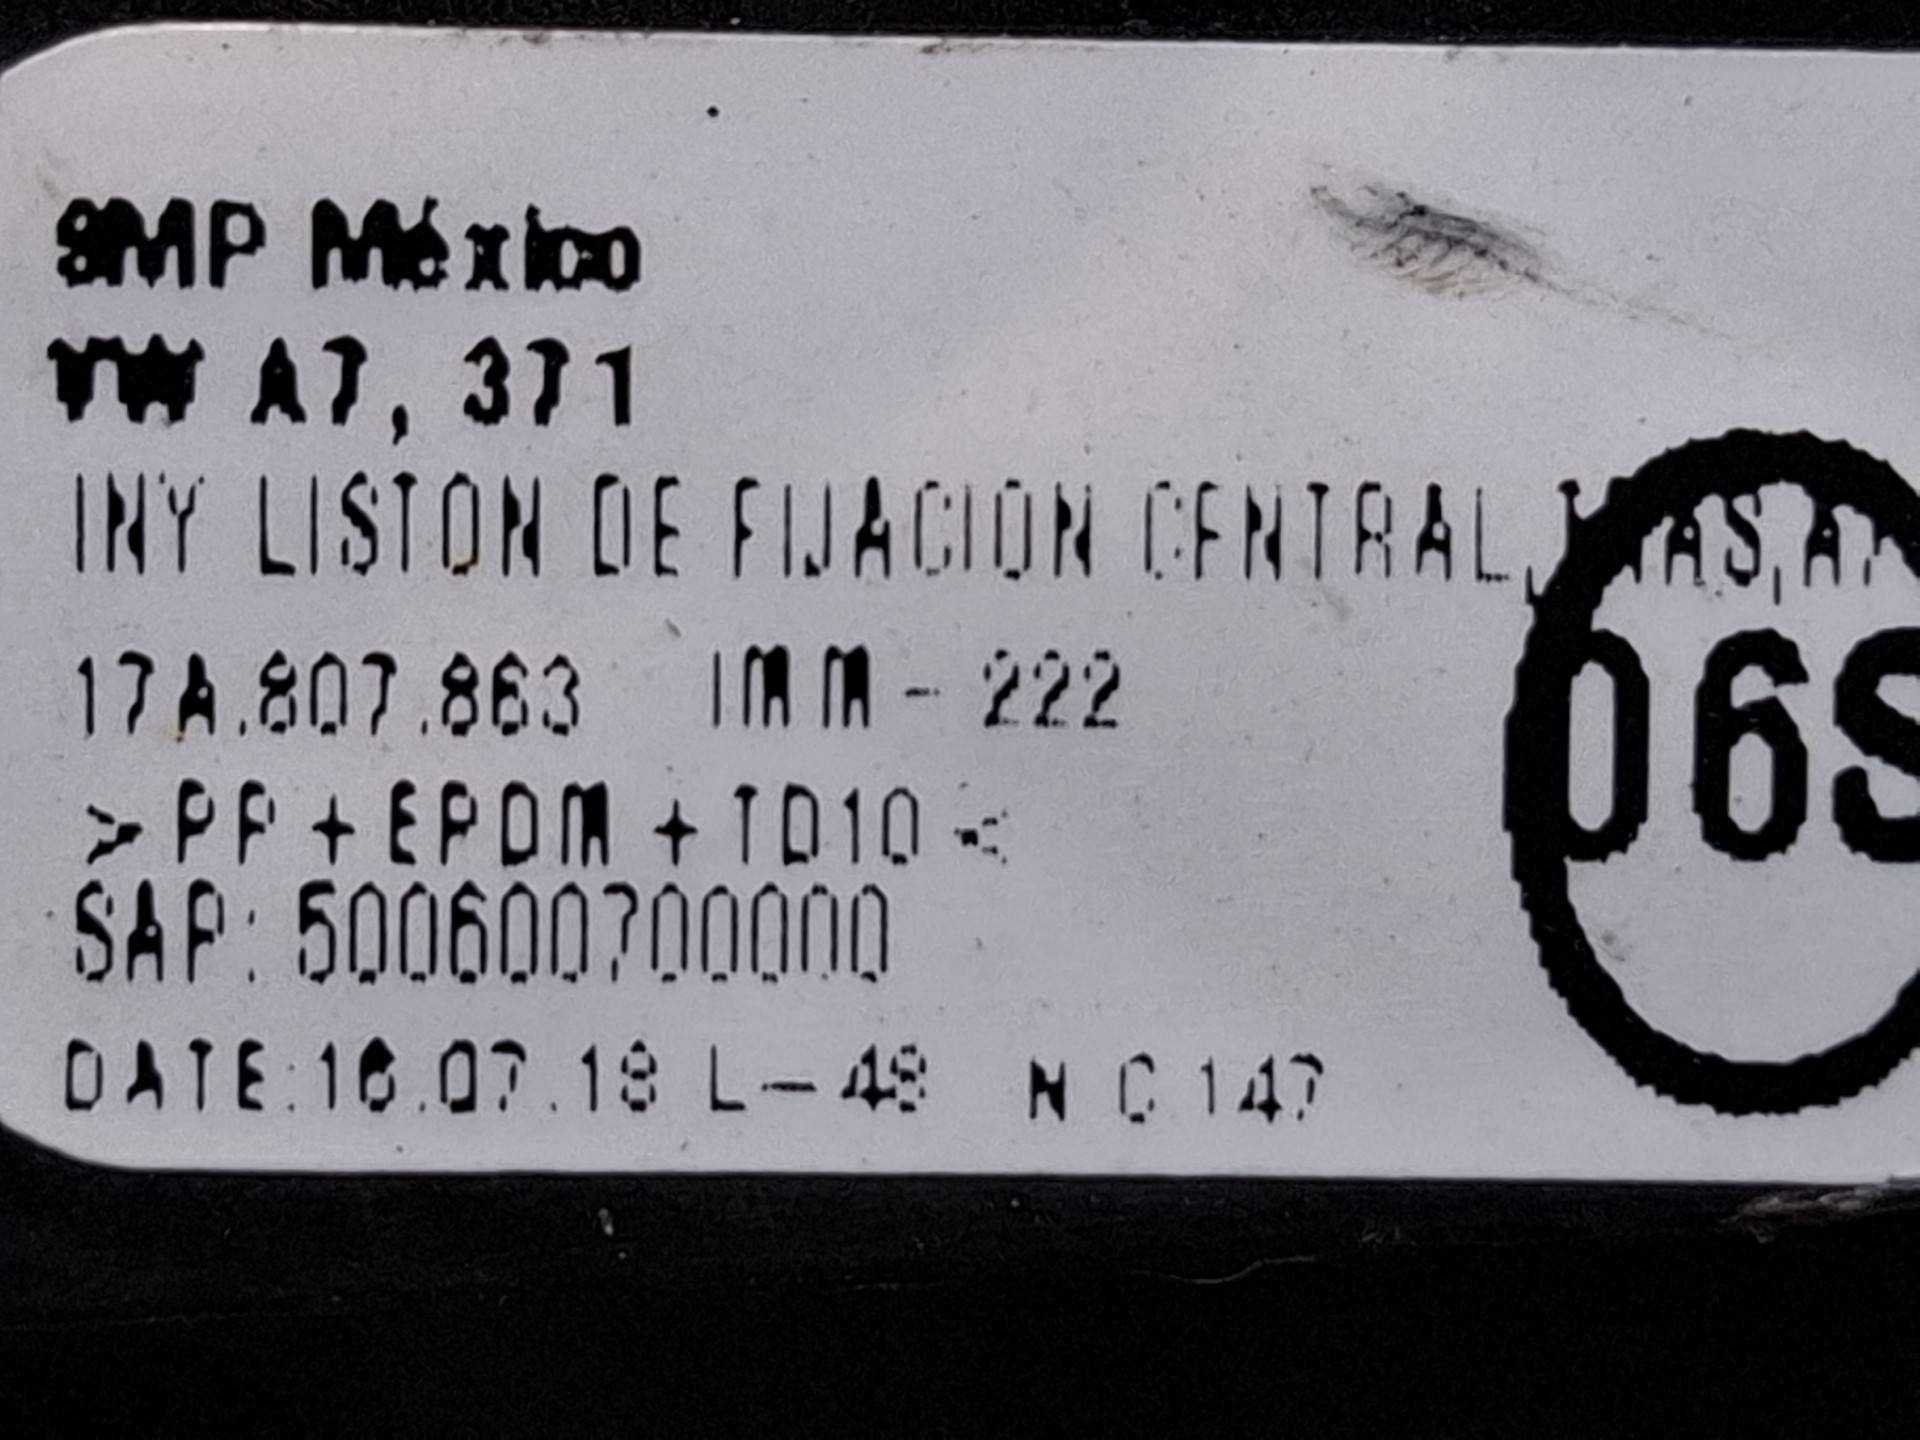 SMP México
VW A7, 371
INY LISTON DE FIJACION CENTRAL,
17A.807.863 IMM-222
>PP+EPDM+TD10<
SAP: 500600700000
DATE:16.07.18 L-48 N C 147
06S